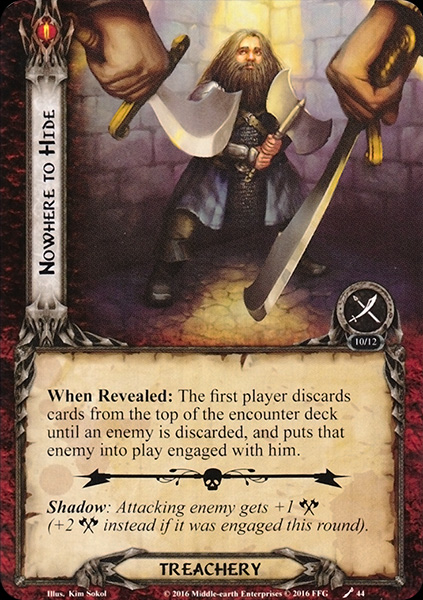 Nowhere to Hide
10/12
When Revealed: The first player discards
cards from the top of the encounter deck
until an enemy is discarded, and puts that
enemy into play engaged with him.
Shadow: Attacking enemy gets +1
(+2 instead if it was engaged this round).
TREACHERY
Illus. Kim Sokol © 2016 Middle-earth Enterprises © 2016 FFG 44